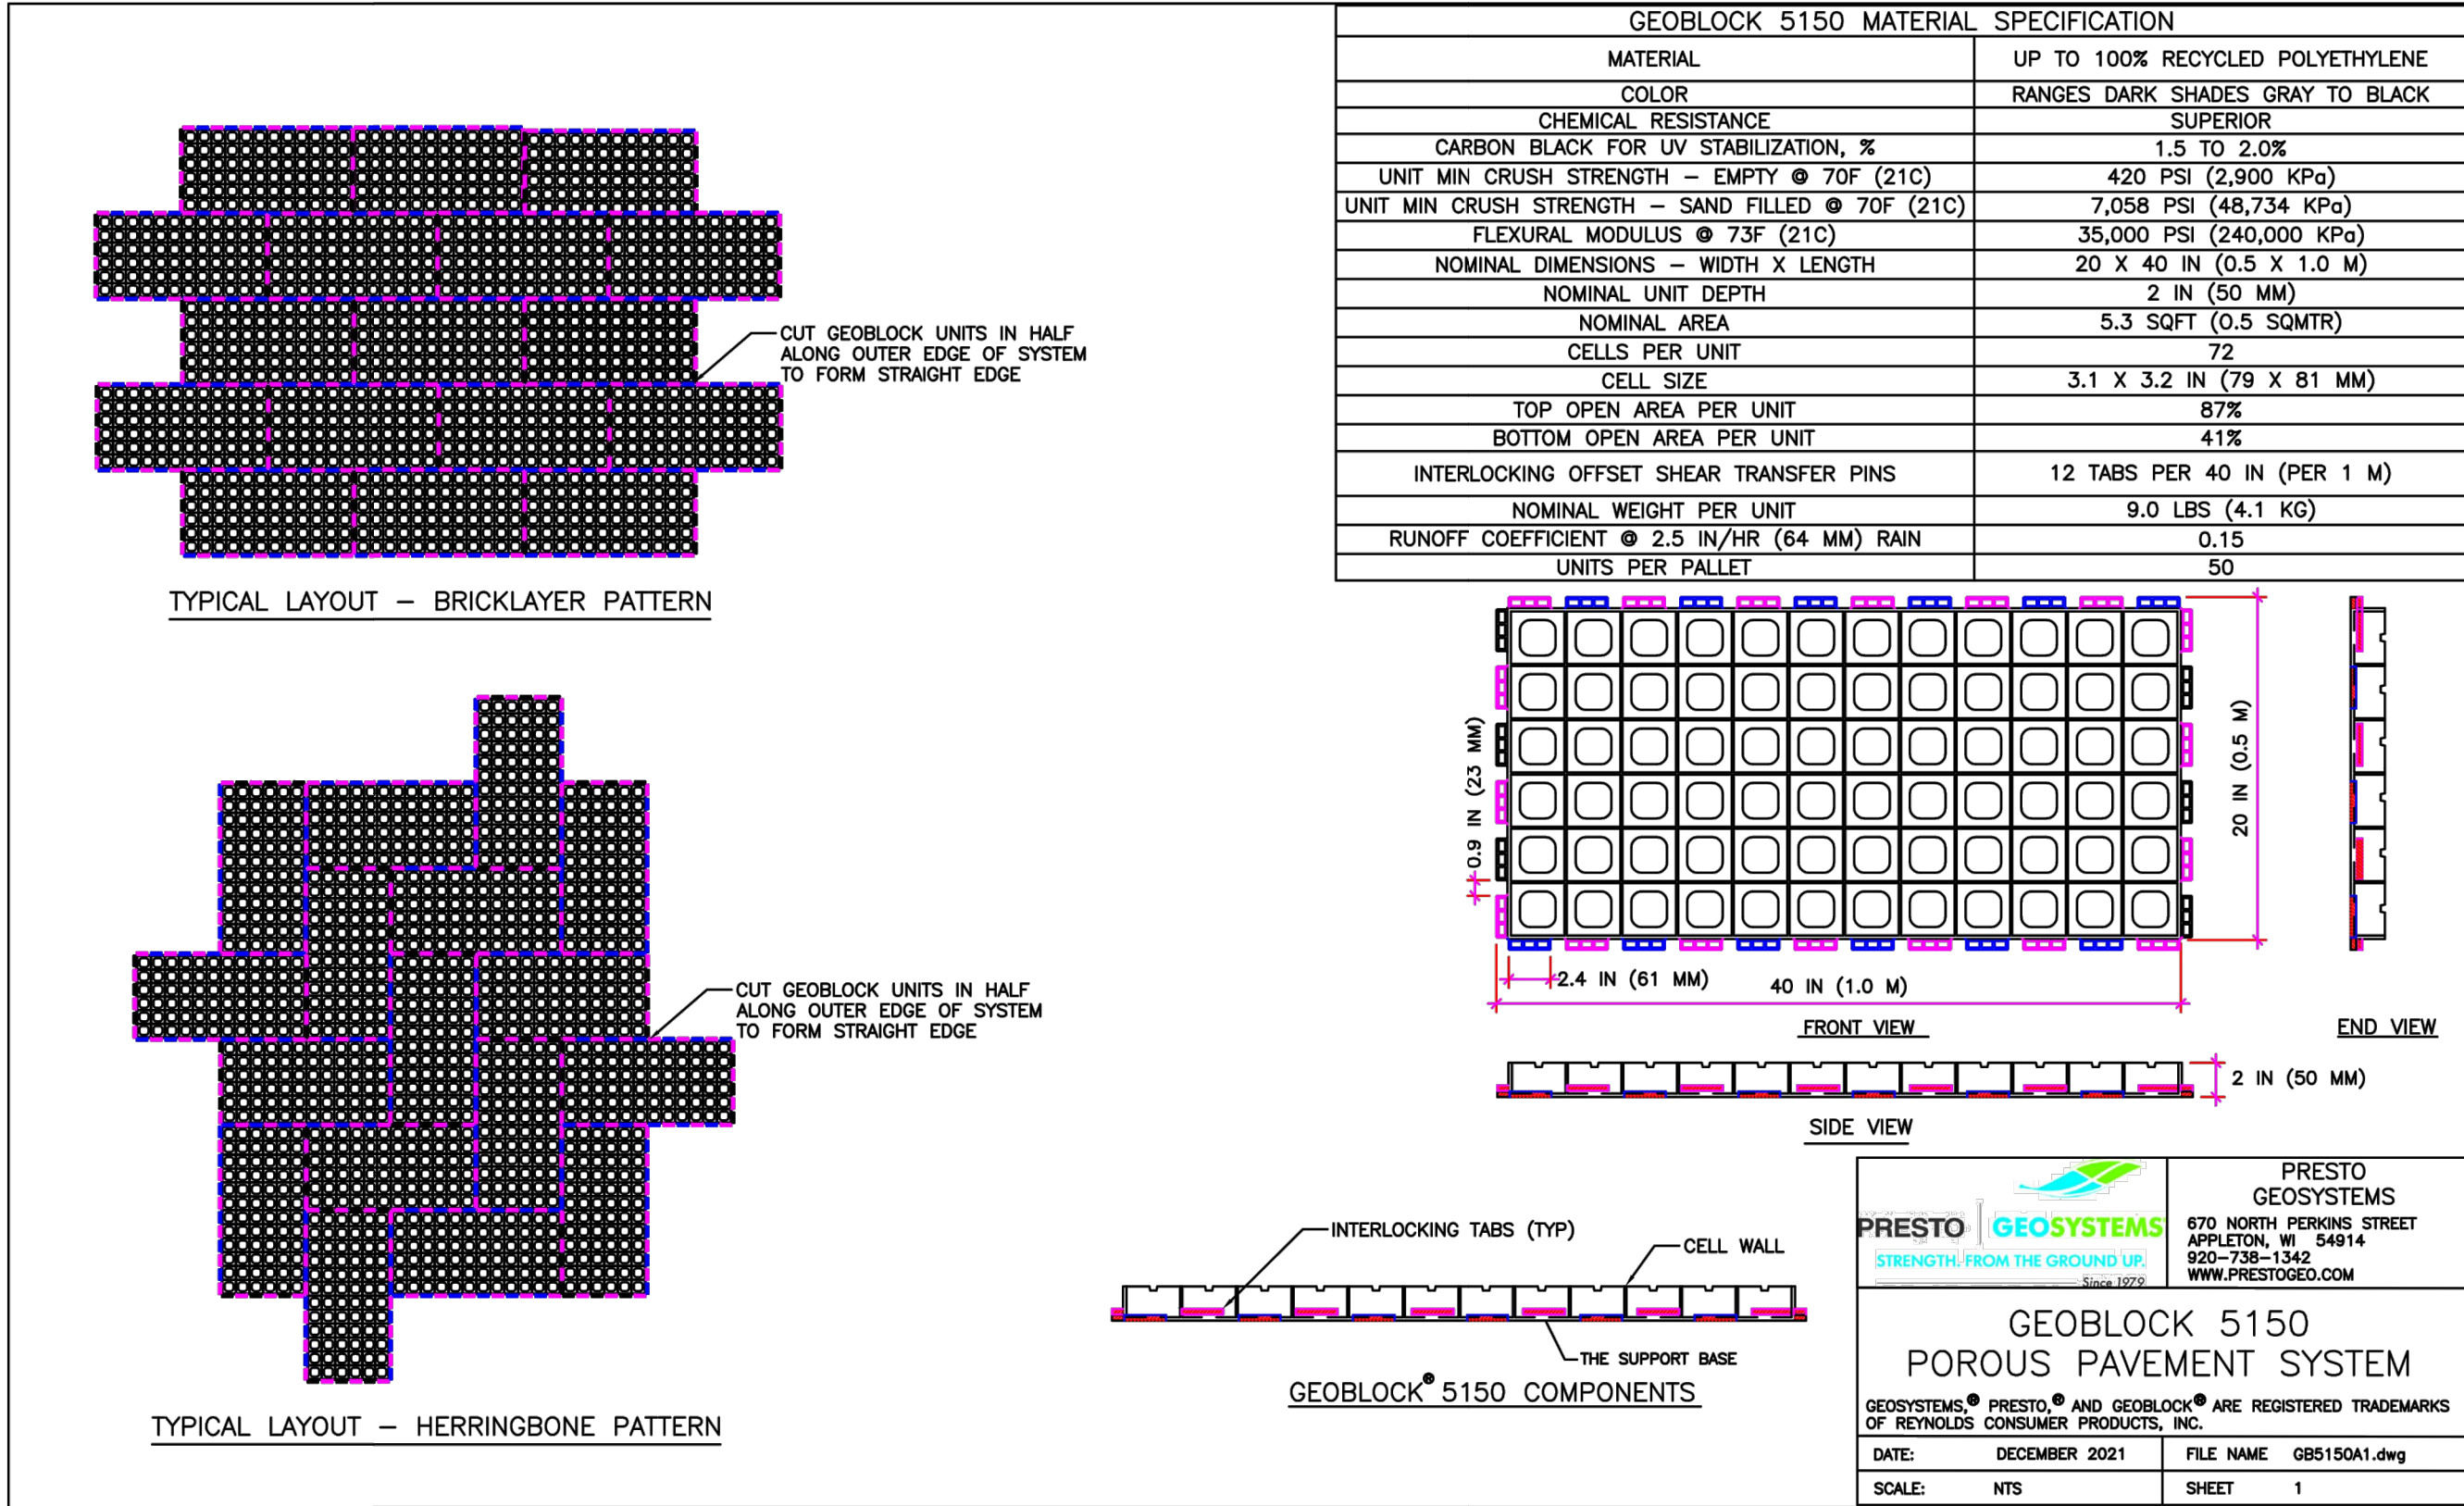 GEOBLOCK 5150 MATERIAL SPECIFICATION
MATERIAL UP TO 100% RECYCLED POLYETHYLENE
COLOR RANGES DARK SHADES GRAY TO BLACK
CHEMICAL RESISTANCE SUPERIOR
CARBON BLACK FOR UV STABILIZATION, % 1.5 TO 2.0%
UNIT MIN CRUSH STRENGTH – EMPTY @ 70F (21C) 420 PSI (2,900 KPa)
UNIT MIN CRUSH STRENGTH – SAND FILLED @ 70F (21C) 7,058 PSI (48,734 KPa)
FLEXURAL MODULUS @ 73F (21C) 35,000 PSI (240,000 KPa)
NOMINAL DIMENSIONS – WIDTH X LENGTH 20 X 40 IN (0.5 X 1.0 M)
NOMINAL UNIT DEPTH 2 IN (50 MM)
NOMINAL AREA 5.3 SQFT (0.5 SQMTR)
CELLS PER UNIT 72
CELL SIZE 3.1 X 3.2 IN (79 X 81 MM)
TOP OPEN AREA PER UNIT 87%
BOTTOM OPEN AREA PER UNIT 41%
INTERLOCKING OFFSET SHEAR TRANSFER PINS 12 TABS PER 40 IN (PER 1 M)
NOMINAL WEIGHT PER UNIT 9.0 LBS (4.1 KG)
RUNOFF COEFFICIENT @ 2.5 IN/HR (64 MM) RAIN 0.15
UNITS PER PALLET 50
CUT GEOBLOCK UNITS IN HALF
ALONG OUTER EDGE OF SYSTEM
TO FORM STRAIGHT EDGE
TYPICAL LAYOUT – BRICKLAYER PATTERN
CUT GEOBLOCK UNITS IN HALF
ALONG OUTER EDGE OF SYSTEM
TO FORM STRAIGHT EDGE
TYPICAL LAYOUT – HERRINGBONE PATTERN
0.9 IN (23 MM)
20 IN (0.5 M)
2.4 IN (61 MM)
40 IN (1.0 M)
FRONT VIEW
END VIEW
2 IN (50 MM)
SIDE VIEW
INTERLOCKING TABS (TYP)
CELL WALL
THE SUPPORT BASE
GEOBLOCK® 5150 COMPONENTS
PRESTO GEOSYSTEMS
STRENGTH. FROM THE GROUND UP.
Since 1979
PRESTO
GEOSYSTEMS
670 NORTH PERKINS STREET
APPLETON, WI 54914
920-738-1342
WWW.PRESTOGEO.COM
GEOBLOCK 5150
POROUS PAVEMENT SYSTEM
GEOSYSTEMS,® PRESTO,® AND GEOBLOCK® ARE REGISTERED TRADEMARKS
OF REYNOLDS CONSUMER PRODUCTS, INC.
DATE: DECEMBER 2021 FILE NAME GB5150A1.dwg
SCALE: NTS SHEET 1